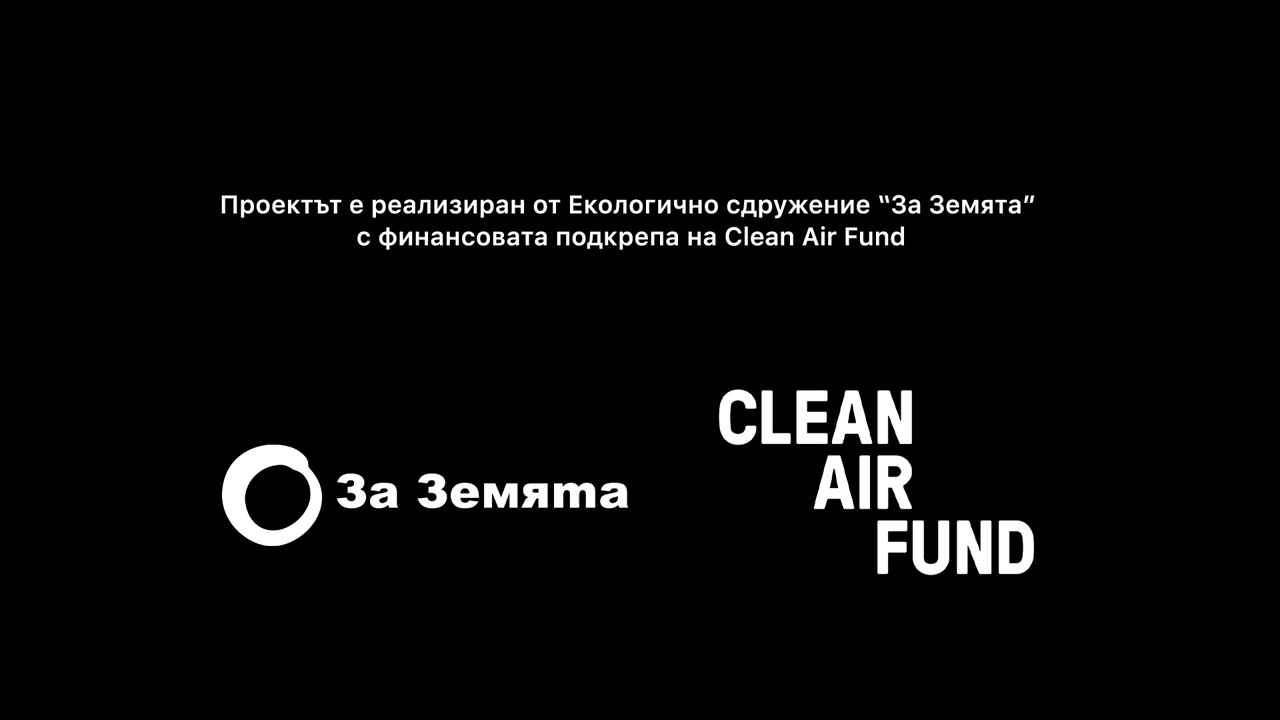 Проектът е реализиран от Екологично сдружение “За Земята”
с финансовата подкрепа на Clean Air Fund
За Земята
CLEAN
AIR
FUND